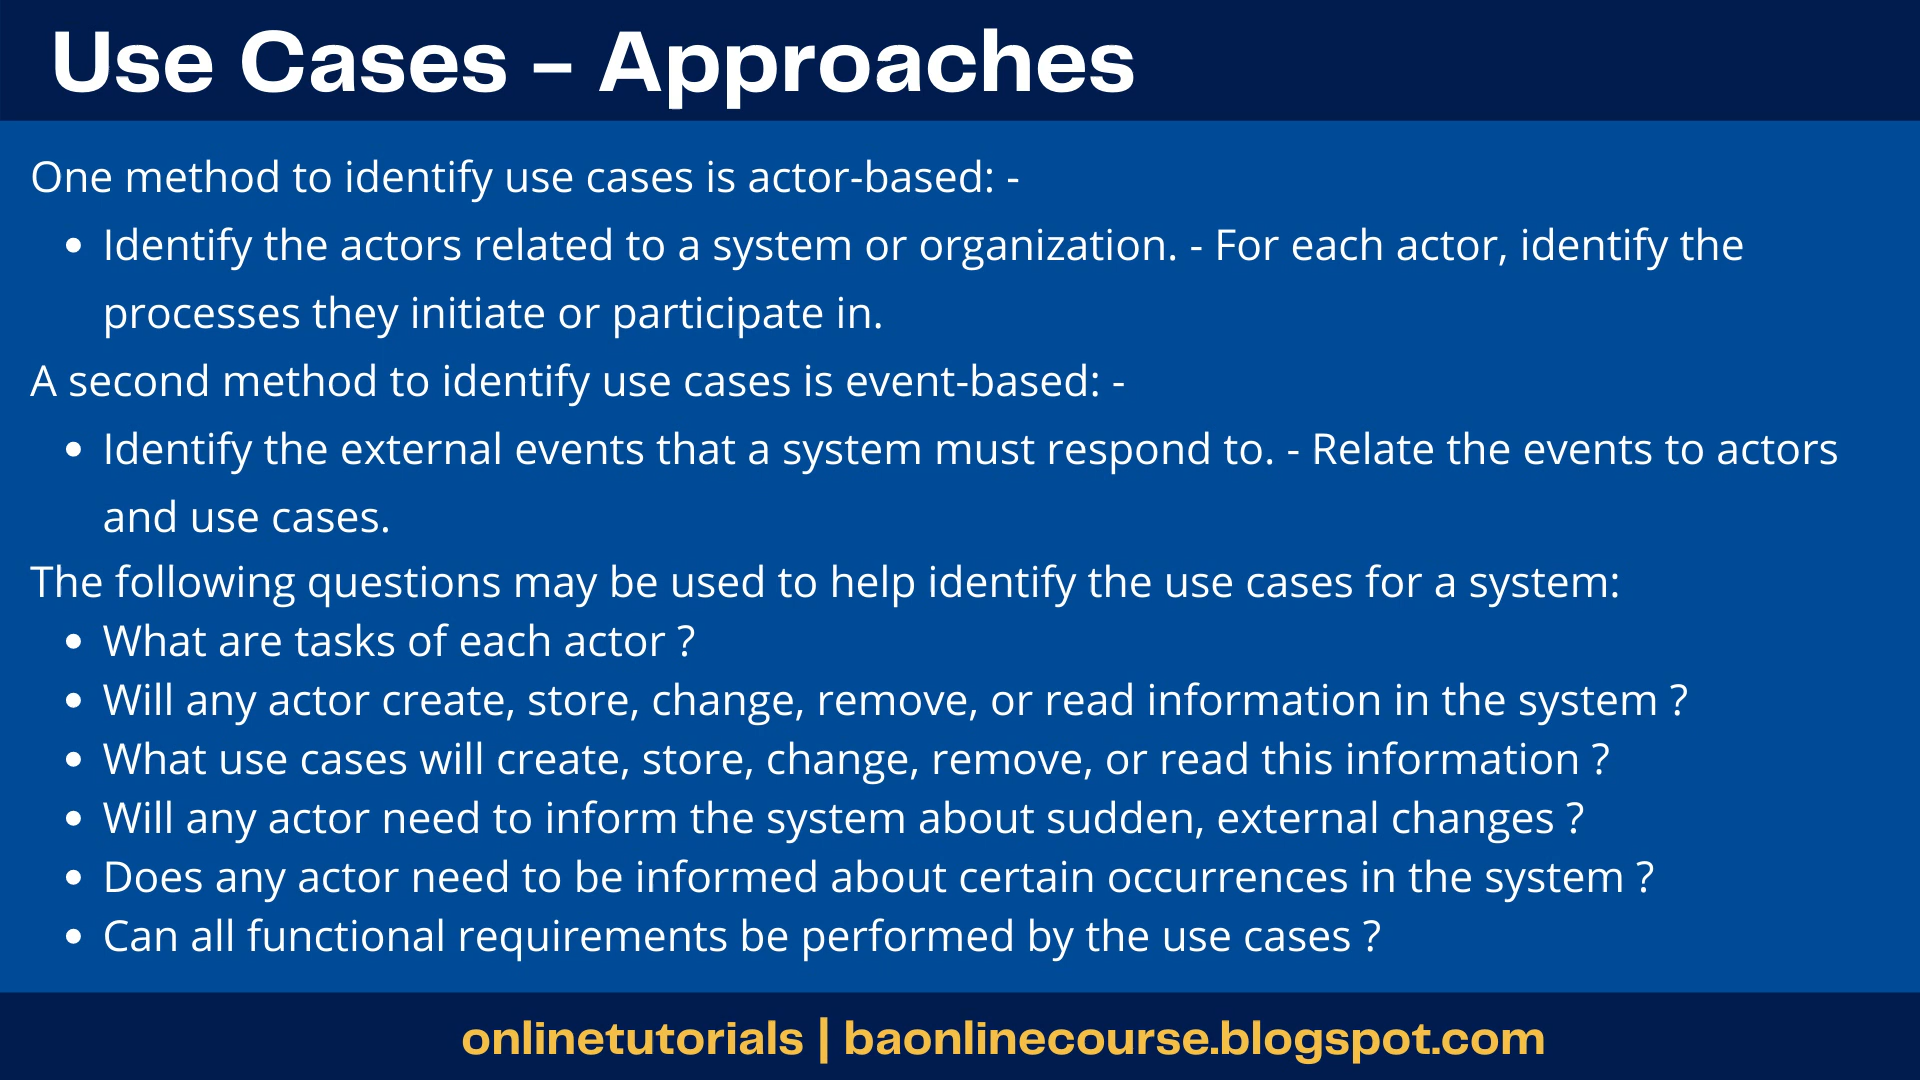 Use Cases – Approaches
One method to identify use cases is actor-based: -
• Identify the actors related to a system or organization. - For each actor, identify the
processes they initiate or participate in.
A second method to identify use cases is event-based: -
• Identify the external events that a system must respond to. - Relate the events to actors
and use cases.
The following questions may be used to help identify the use cases for a system:
• What are tasks of each actor ?
• Will any actor create, store, change, remove, or read information in the system ?
• What use cases will create, store, change, remove, or read this information ?
• Will any actor need to inform the system about sudden, external changes ?
• Does any actor need to be informed about certain occurrences in the system ?
• Can all functional requirements be performed by the use cases ?
onlinetutorials | baonlinecourse.blogspot.com